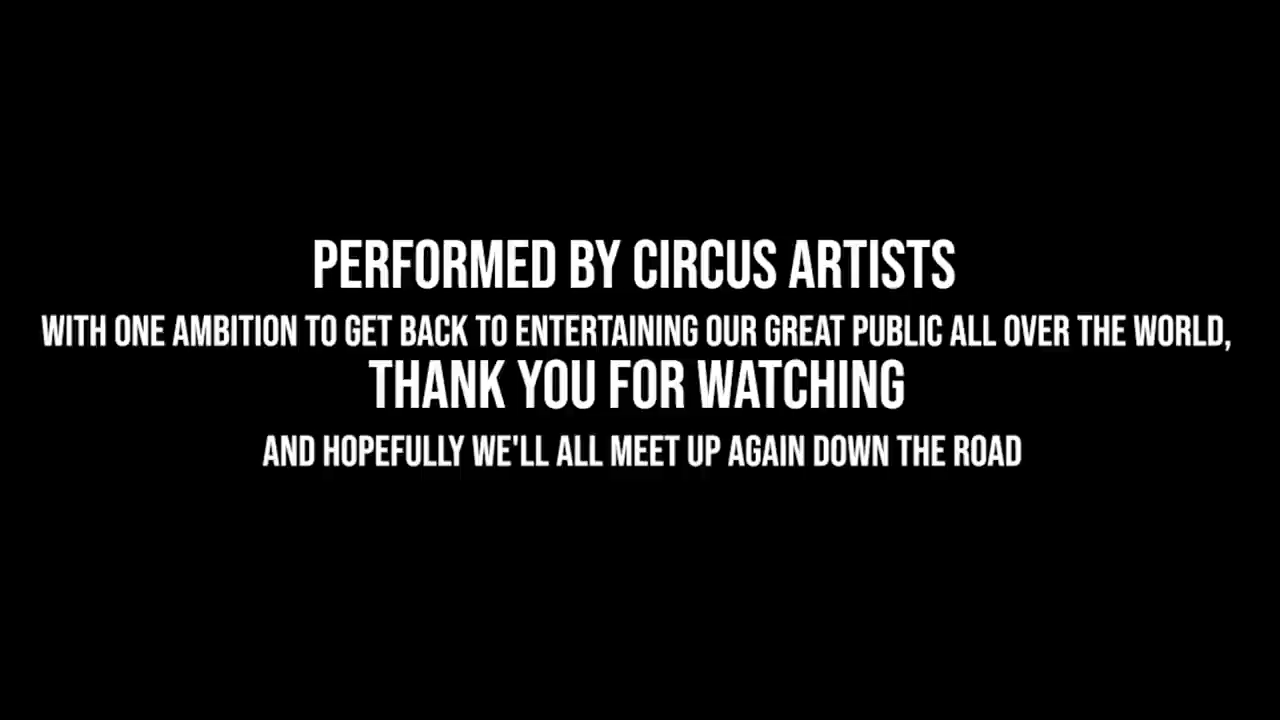 PERFORMED BY CIRCUS ARTISTS
WITH ONE AMBITION TO GET BACK TO ENTERTAINING OUR GREAT PUBLIC ALL OVER THE WORLD,
THANK YOU FOR WATCHING
AND HOPEFULLY WE'LL ALL MEET UP AGAIN DOWN THE ROAD